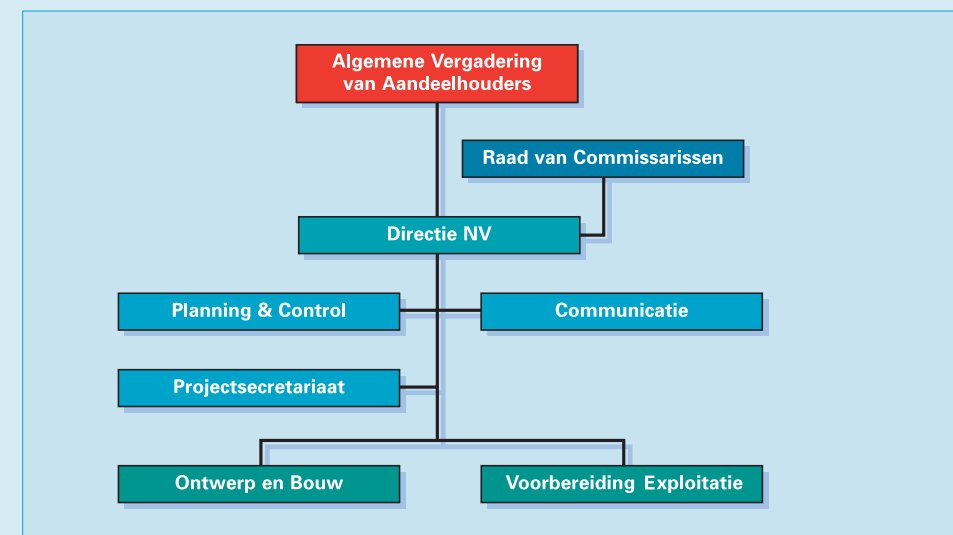 Algemene Vergadering
van Aandeelhouders
Raad van Commissarissen
Directie NV
Planning & Control
Communicatie
Projectsecretariaat
Ontwerp en Bouw
Voorbereiding Exploitatie